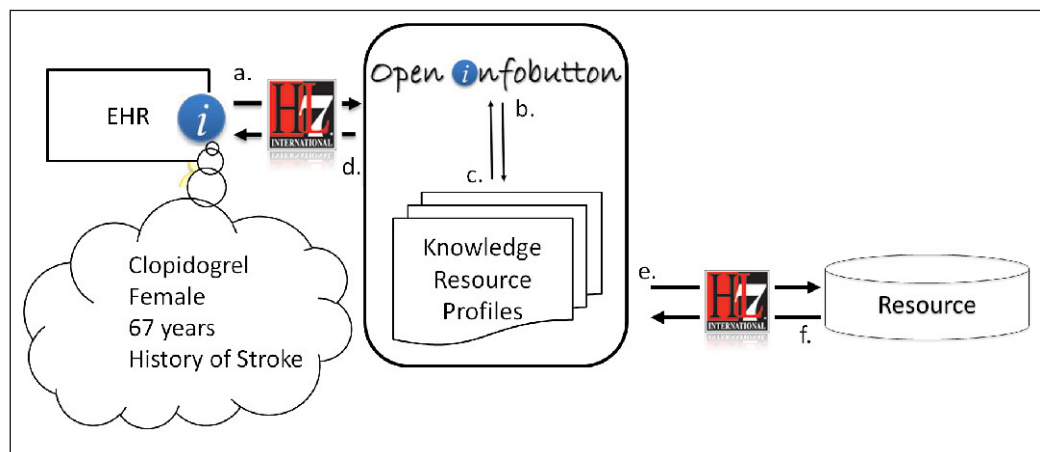 EHR
i
a.
HL7
INTERNATIONAL
d.
Open infobutton
b.
c.
Knowledge
Resource
Profiles
Clopidogrel
Female
67 years
History of Stroke
e.
HL7
INTERNATIONAL
f.
Resource